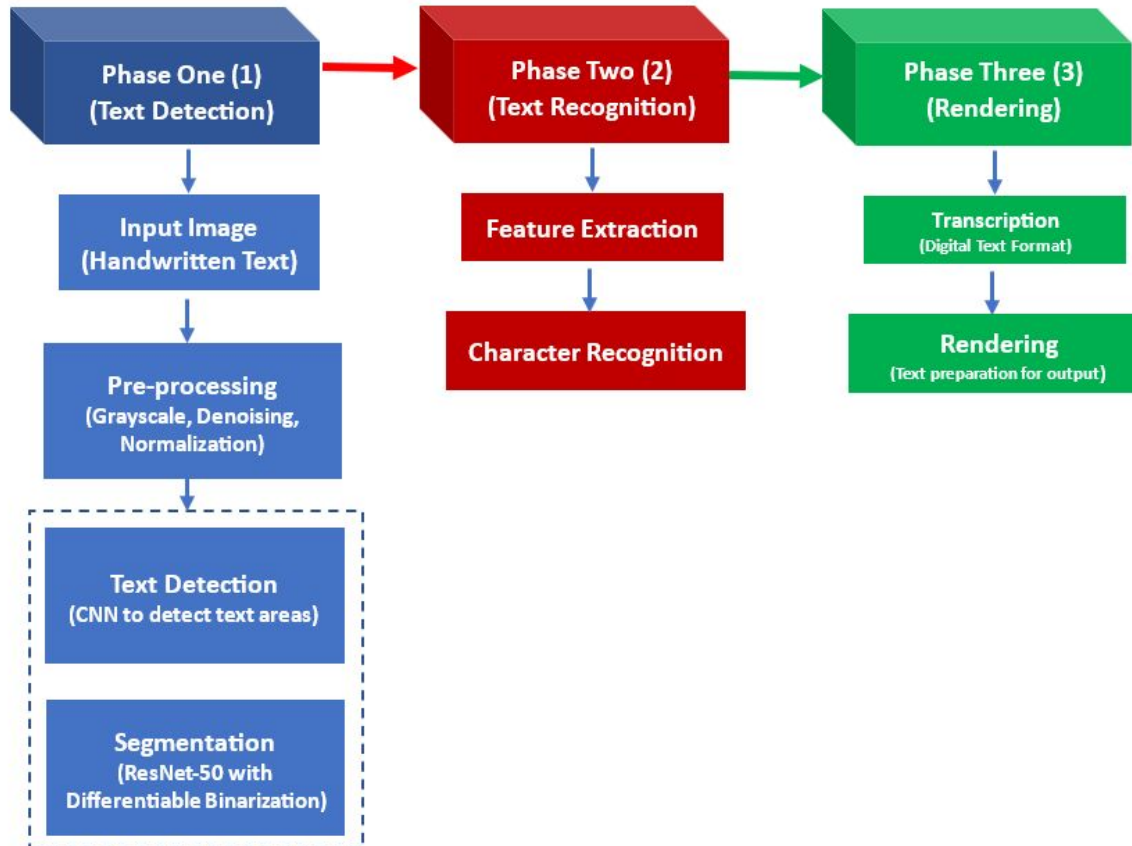 Phase One (1)
(Text Detection)
Input Image
(Handwritten Text)
Pre-processing
(Grayscale, Denoising,
Normalization)
Text Detection
(CNN to detect text areas)
Segmentation
(ResNet-50 with
Differentiable Binarization)
Phase Two (2)
(Text Recognition)
Feature Extraction
Character Recognition
Phase Three (3)
(Rendering)
Transcription
(Digital Text Format)
Rendering
(Text preparation for output)